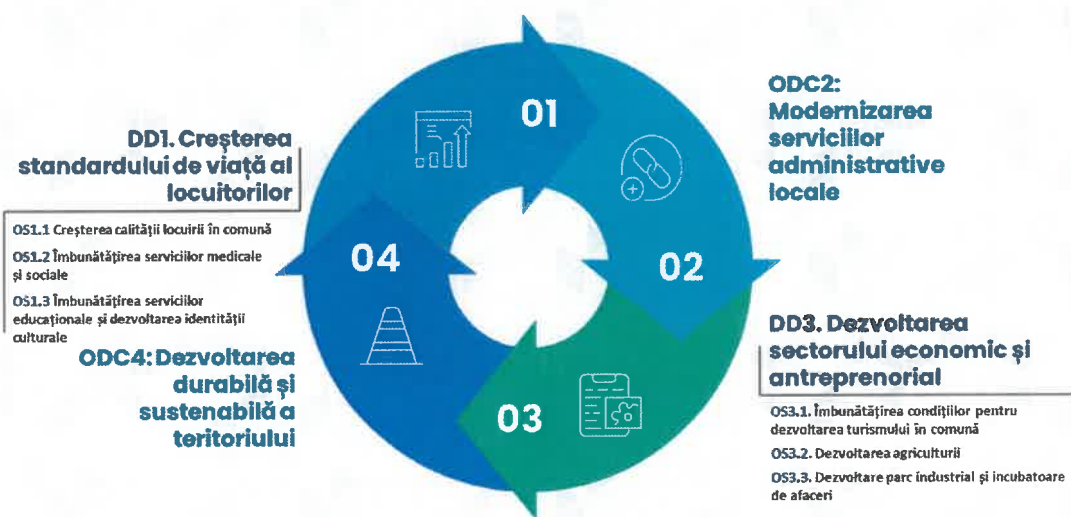 DD1. Creșterea
standardului de viață al
locuitorilor
OS1.1 Creșterea calității locuirii în comună
OS1.2 Îmbunătățirea serviciilor medicale
și sociale
OS1.3 Îmbunătățirea serviciilor
educaționale și dezvoltarea identității
culturale
ODC4: Dezvoltarea
durabilă și
sustenabilă a
teritoriului
01
02
03
04
ODC2:
Modernizarea
serviciilor
administrative
locale
DD3. Dezvoltarea
sectorului economic și
antreprenorial
OS3.1. Îmbunătățirea condițiilor pentru
dezvoltarea turismului în comună
OS3.2. Dezvoltarea agriculturii
OS3.3. Dezvoltare parc industrial și incubatoare
de afaceri